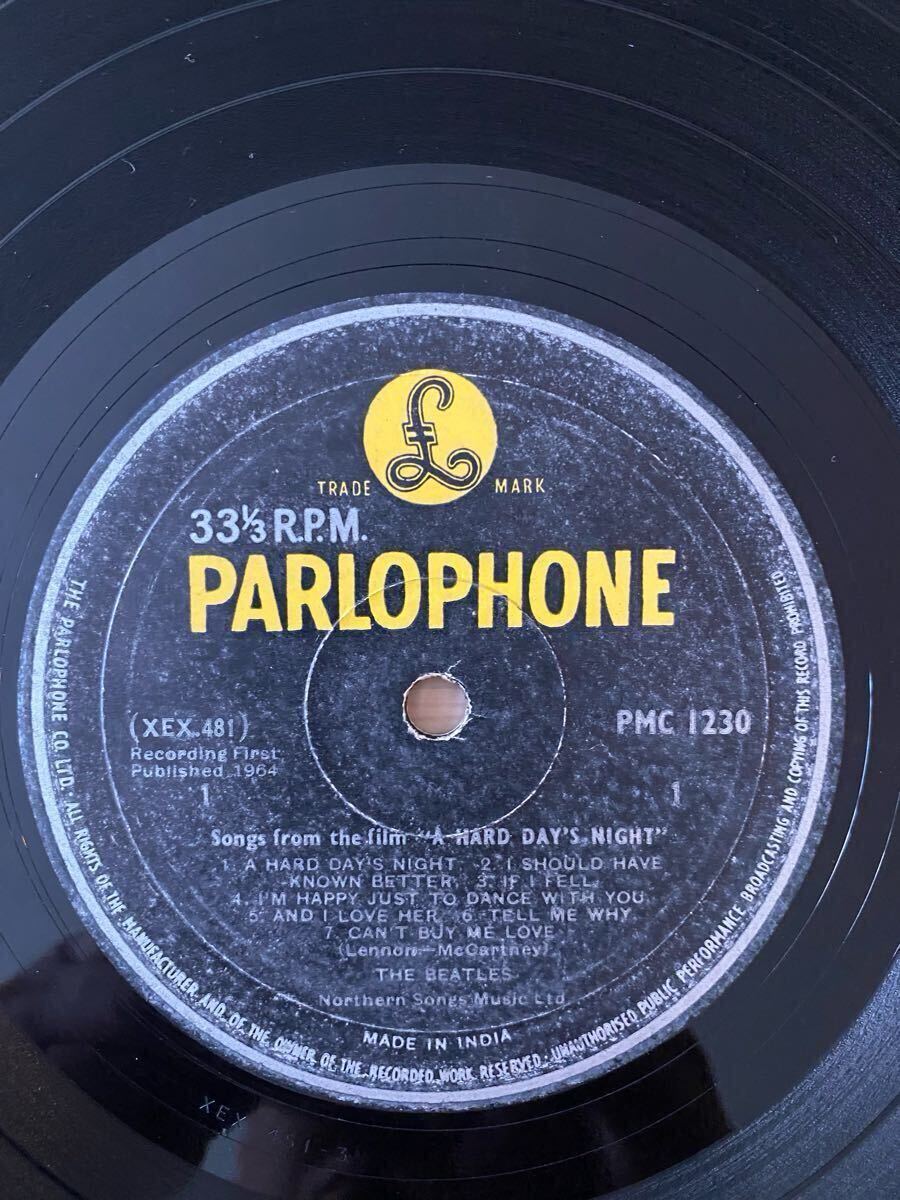 £
TRADE MARK
33⅓ R.P.M.
PARLOPHONE
(XEX.481)
Recording First
Published 1964
PMC 1230
1 1
Songs from the film "A HARD DAY'S NIGHT"
1. A HARD DAY'S NIGHT 2. I SHOULD HAVE
KNOWN BETTER 3. IF I FELL
4. I'M HAPPY JUST TO DANCE WITH YOU
5. AND I LOVE HER 6. TELL ME WHY
7. CAN'T BUY ME LOVE
(Lennon—McCartney)
THE BEATLES
Northern Songs Music Ltd
MADE IN INDIA
THE PARLOPHONE CO. LTD. ALL RIGHTS OF THE MANUFACTURER AND OF THE OWNER OF THE RECORDED WORK RESERVED · UNAUTHORISED PUBLIC PERFORMANCE BROADCASTING AND COPYING OF THIS RECORD PROHIBITED
XEX 481-3